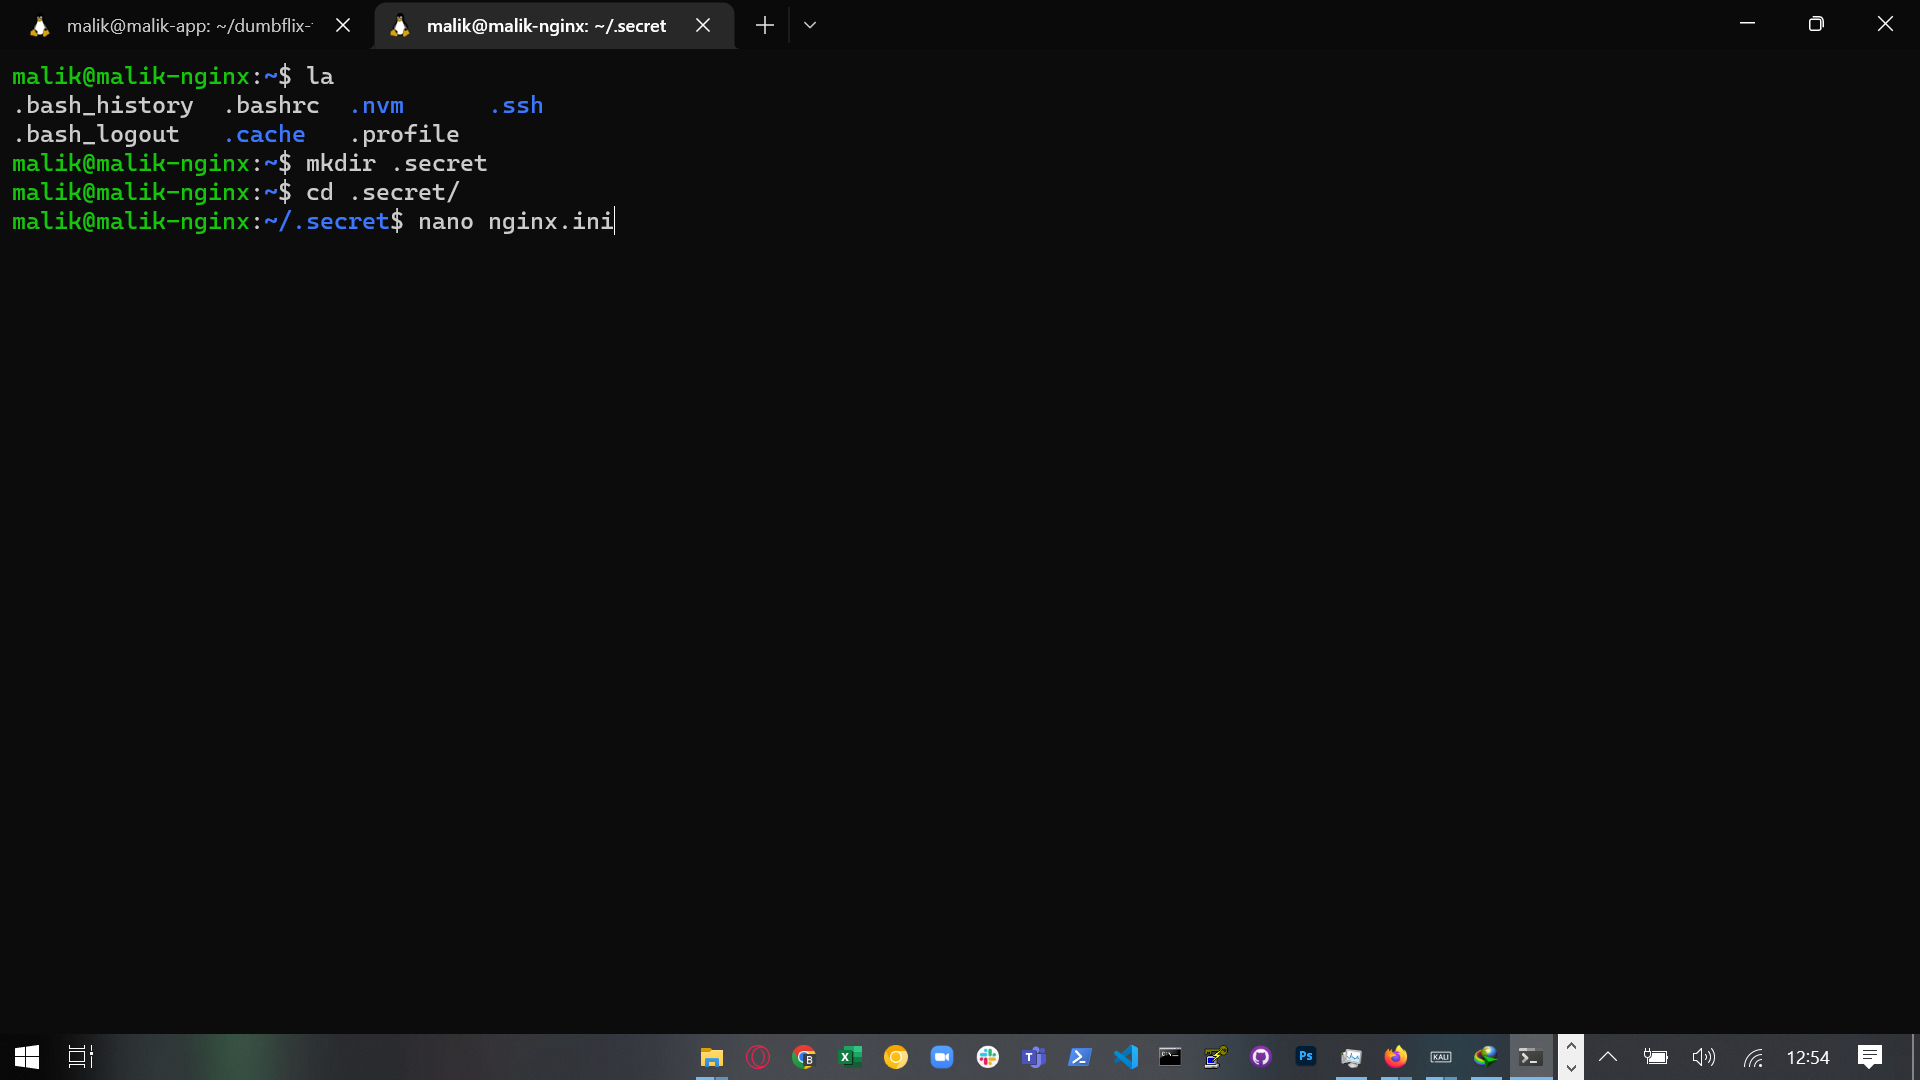 malik@malik-app: ~/dumbflix-
malik@malik-nginx: ~/.secret
malik@malik-nginx:~$ la
.bash_history  .bashrc  .nvm      .ssh
.bash_logout   .cache   .profile
malik@malik-nginx:~$ mkdir .secret
malik@malik-nginx:~$ cd .secret/
malik@malik-nginx:~/.secret$ nano nginx.ini
Ps
KALI
12:54